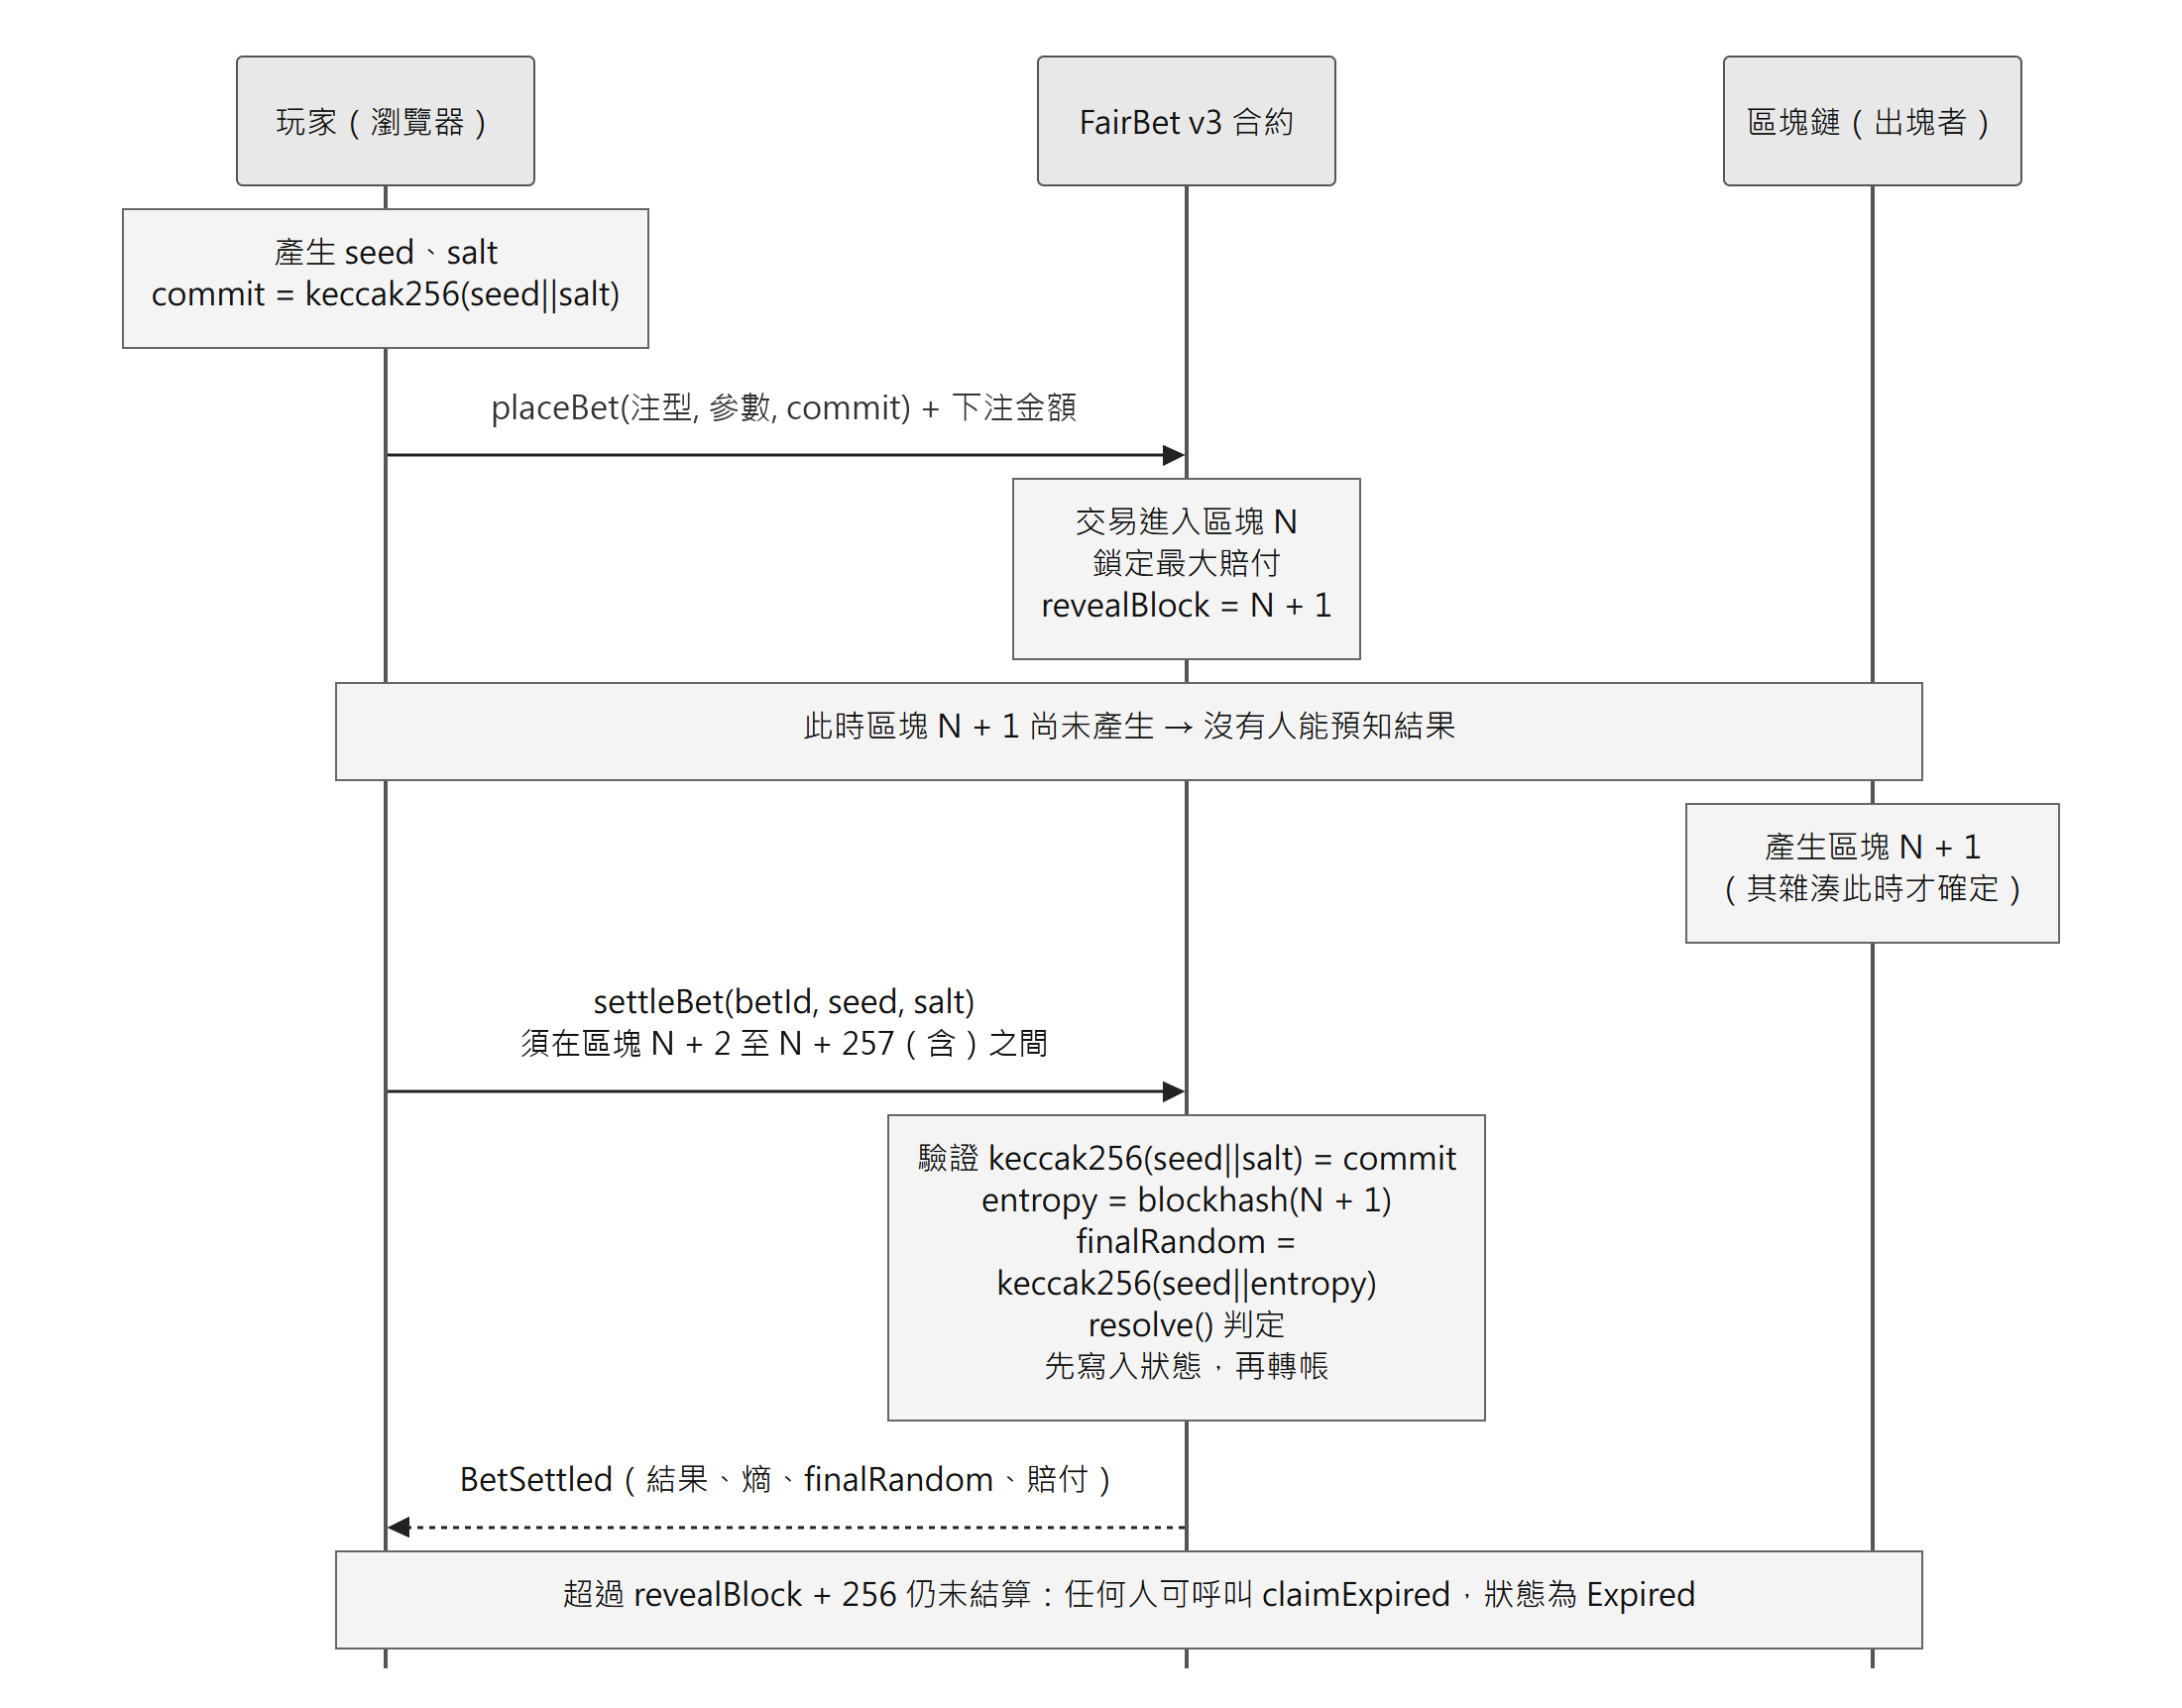 玩家（瀏覽器）
FairBet v3 合約
區塊鏈（出塊者）
產生 seed、salt
commit = keccak256(seed||salt)
placeBet(注型, 參數, commit) + 下注金額
交易進入區塊 N
鎖定最大賠付
revealBlock = N + 1
此時區塊 N + 1 尚未產生 → 沒有人能預知結果
產生區塊 N + 1
（其雜湊此時才確定）
settleBet(betId, seed, salt)
須在區塊 N + 2 至 N + 257（含）之間
驗證 keccak256(seed||salt) = commit
entropy = blockhash(N + 1)
finalRandom =
keccak256(seed||entropy)
resolve() 判定
先寫入狀態，再轉帳
BetSettled（結果、熵、finalRandom、賠付）
超過 revealBlock + 256 仍未結算：任何人可呼叫 claimExpired，狀態為 Expired